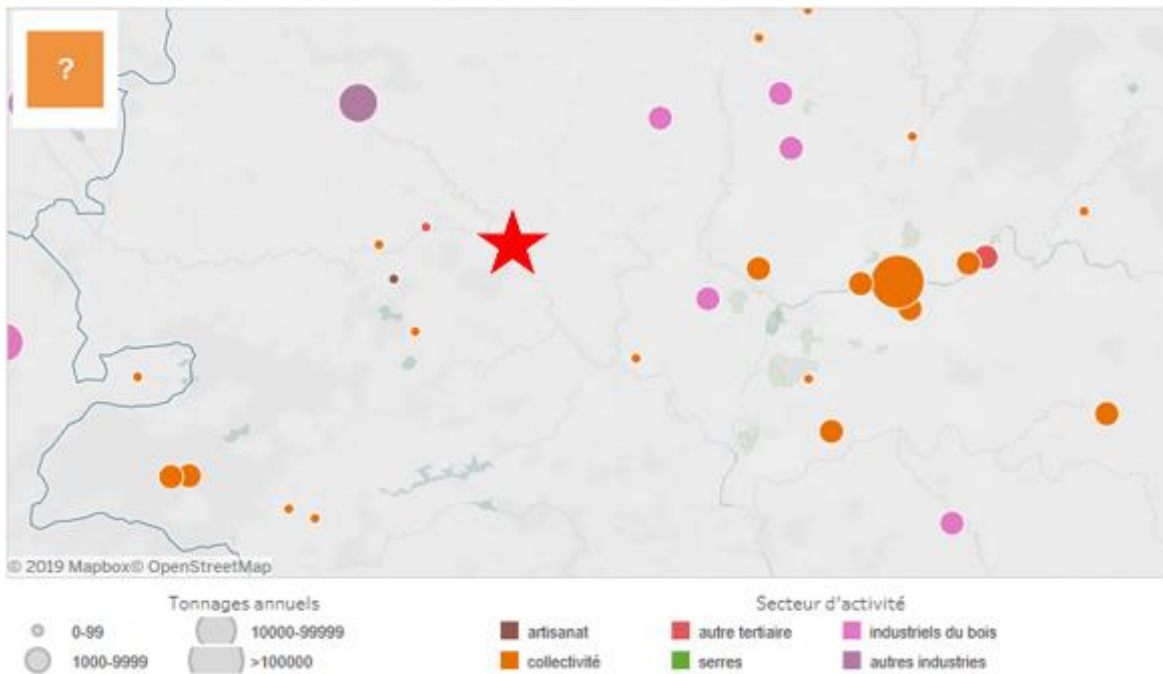 ?
© 2019 Mapbox© OpenStreetMap
Tonnages annuels
Secteur d'activité
0-99
10000-99999
1000-9999
>100000
artisanat
autre tertiaire
industriels du bois
collectivité
serres
autres industries